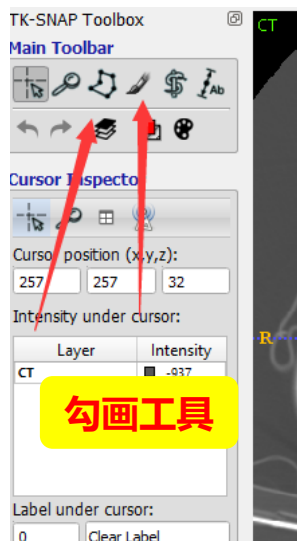 TK-SNAP Toolbox
CT
Main Toolbar
Ab
Cursor Inspector
Cursor position (x,y,z):
257 257 32
Intensity under cursor:
Layer Intensity
CT -937
R
勾画工具
Label under cursor:
0 Clear Label